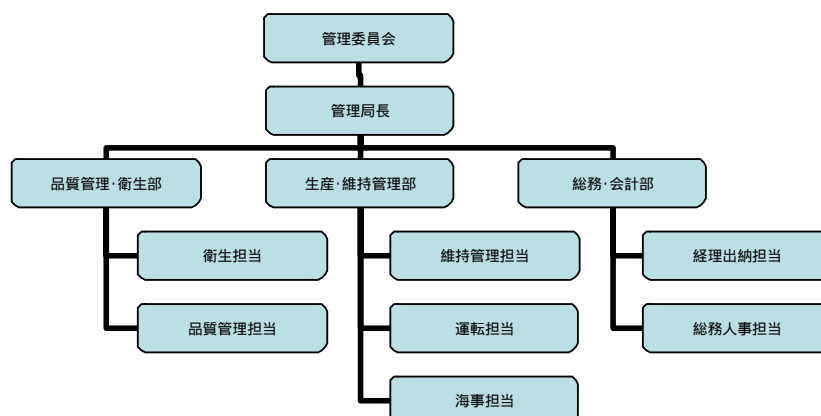 管理委員会
管理局長
品質管理・衛生部
生産・維持管理部
総務・会計部
衛生担当
維持管理担当
経理出納担当
品質管理担当
運転担当
総務人事担当
海事担当